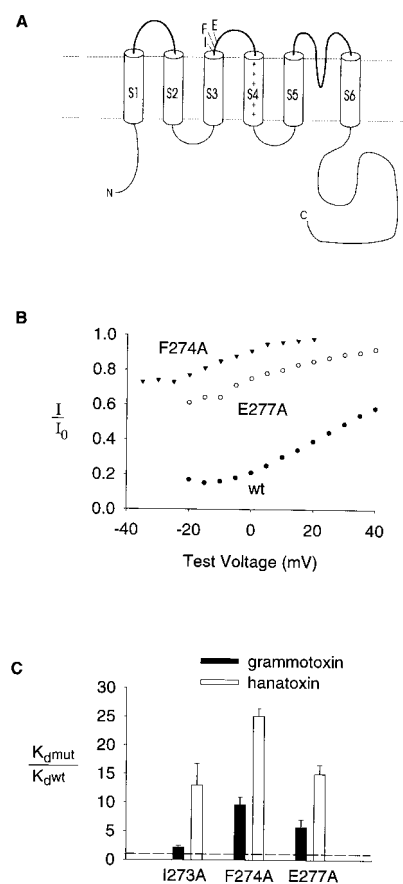 A
F E
I
S1 S2 S3 S4 S5 S6
+
+
+
+
+
+
N
C
B
1.0
0.8
0.6
0.4
0.2
0.0
I
I0
F274A
E277A
wt
-40 -20 0 20 40
Test Voltage (mV)
C
grammotoxin
hanatoxin
30
25
20
15
10
5
0
Kdmut
Kdwt
I273A F274A E277A